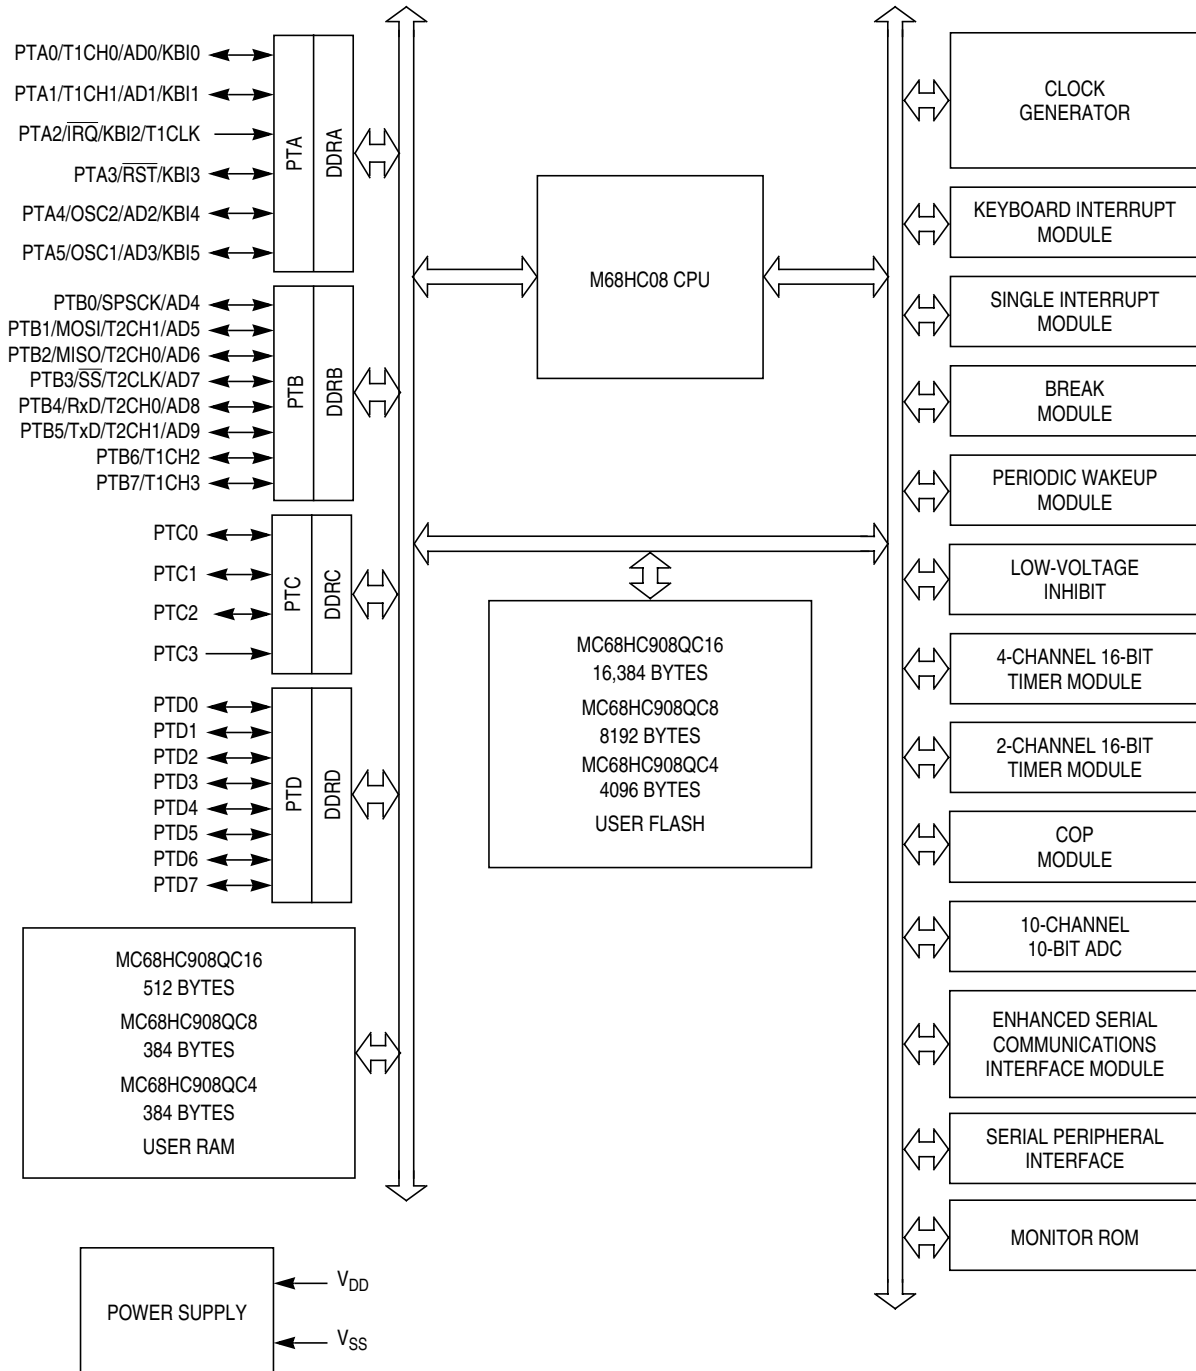 PTA0/T1CH0/AD0/KBI0
PTA1/T1CH1/AD1/KBI1
PTA2/IRQ/KBI2/T1CLK
PTA3/RST/KBI3
PTA4/OSC2/AD2/KBI4
PTA5/OSC1/AD3/KBI5
PTA
DDRA
PTB0/SPSCK/AD4
PTB1/MOSI/T2CH1/AD5
PTB2/MISO/T2CH0/AD6
PTB3/SS/T2CLK/AD7
PTB4/RxD/T2CH0/AD8
PTB5/TxD/T2CH1/AD9
PTB6/T1CH2
PTB7/T1CH3
PTB
DDRB
PTC0
PTC1
PTC2
PTC3
PTC
DDRC
PTD0
PTD1
PTD2
PTD3
PTD4
PTD5
PTD6
PTD7
PTD
DDRD
MC68HC908QC16
512 BYTES
MC68HC908QC8
384 BYTES
MC68HC908QC4
384 BYTES
USER RAM
POWER SUPPLY
VDD
VSS
M68HC08 CPU
MC68HC908QC16
16,384 BYTES
MC68HC908QC8
8192 BYTES
MC68HC908QC4
4096 BYTES
USER FLASH
CLOCK
GENERATOR
KEYBOARD INTERRUPT
MODULE
SINGLE INTERRUPT
MODULE
BREAK
MODULE
PERIODIC WAKEUP
MODULE
LOW-VOLTAGE
INHIBIT
4-CHANNEL 16-BIT
TIMER MODULE
2-CHANNEL 16-BIT
TIMER MODULE
COP
MODULE
10-CHANNEL
10-BIT ADC
ENHANCED SERIAL
COMMUNICATIONS
INTERFACE MODULE
SERIAL PERIPHERAL
INTERFACE
MONITOR ROM